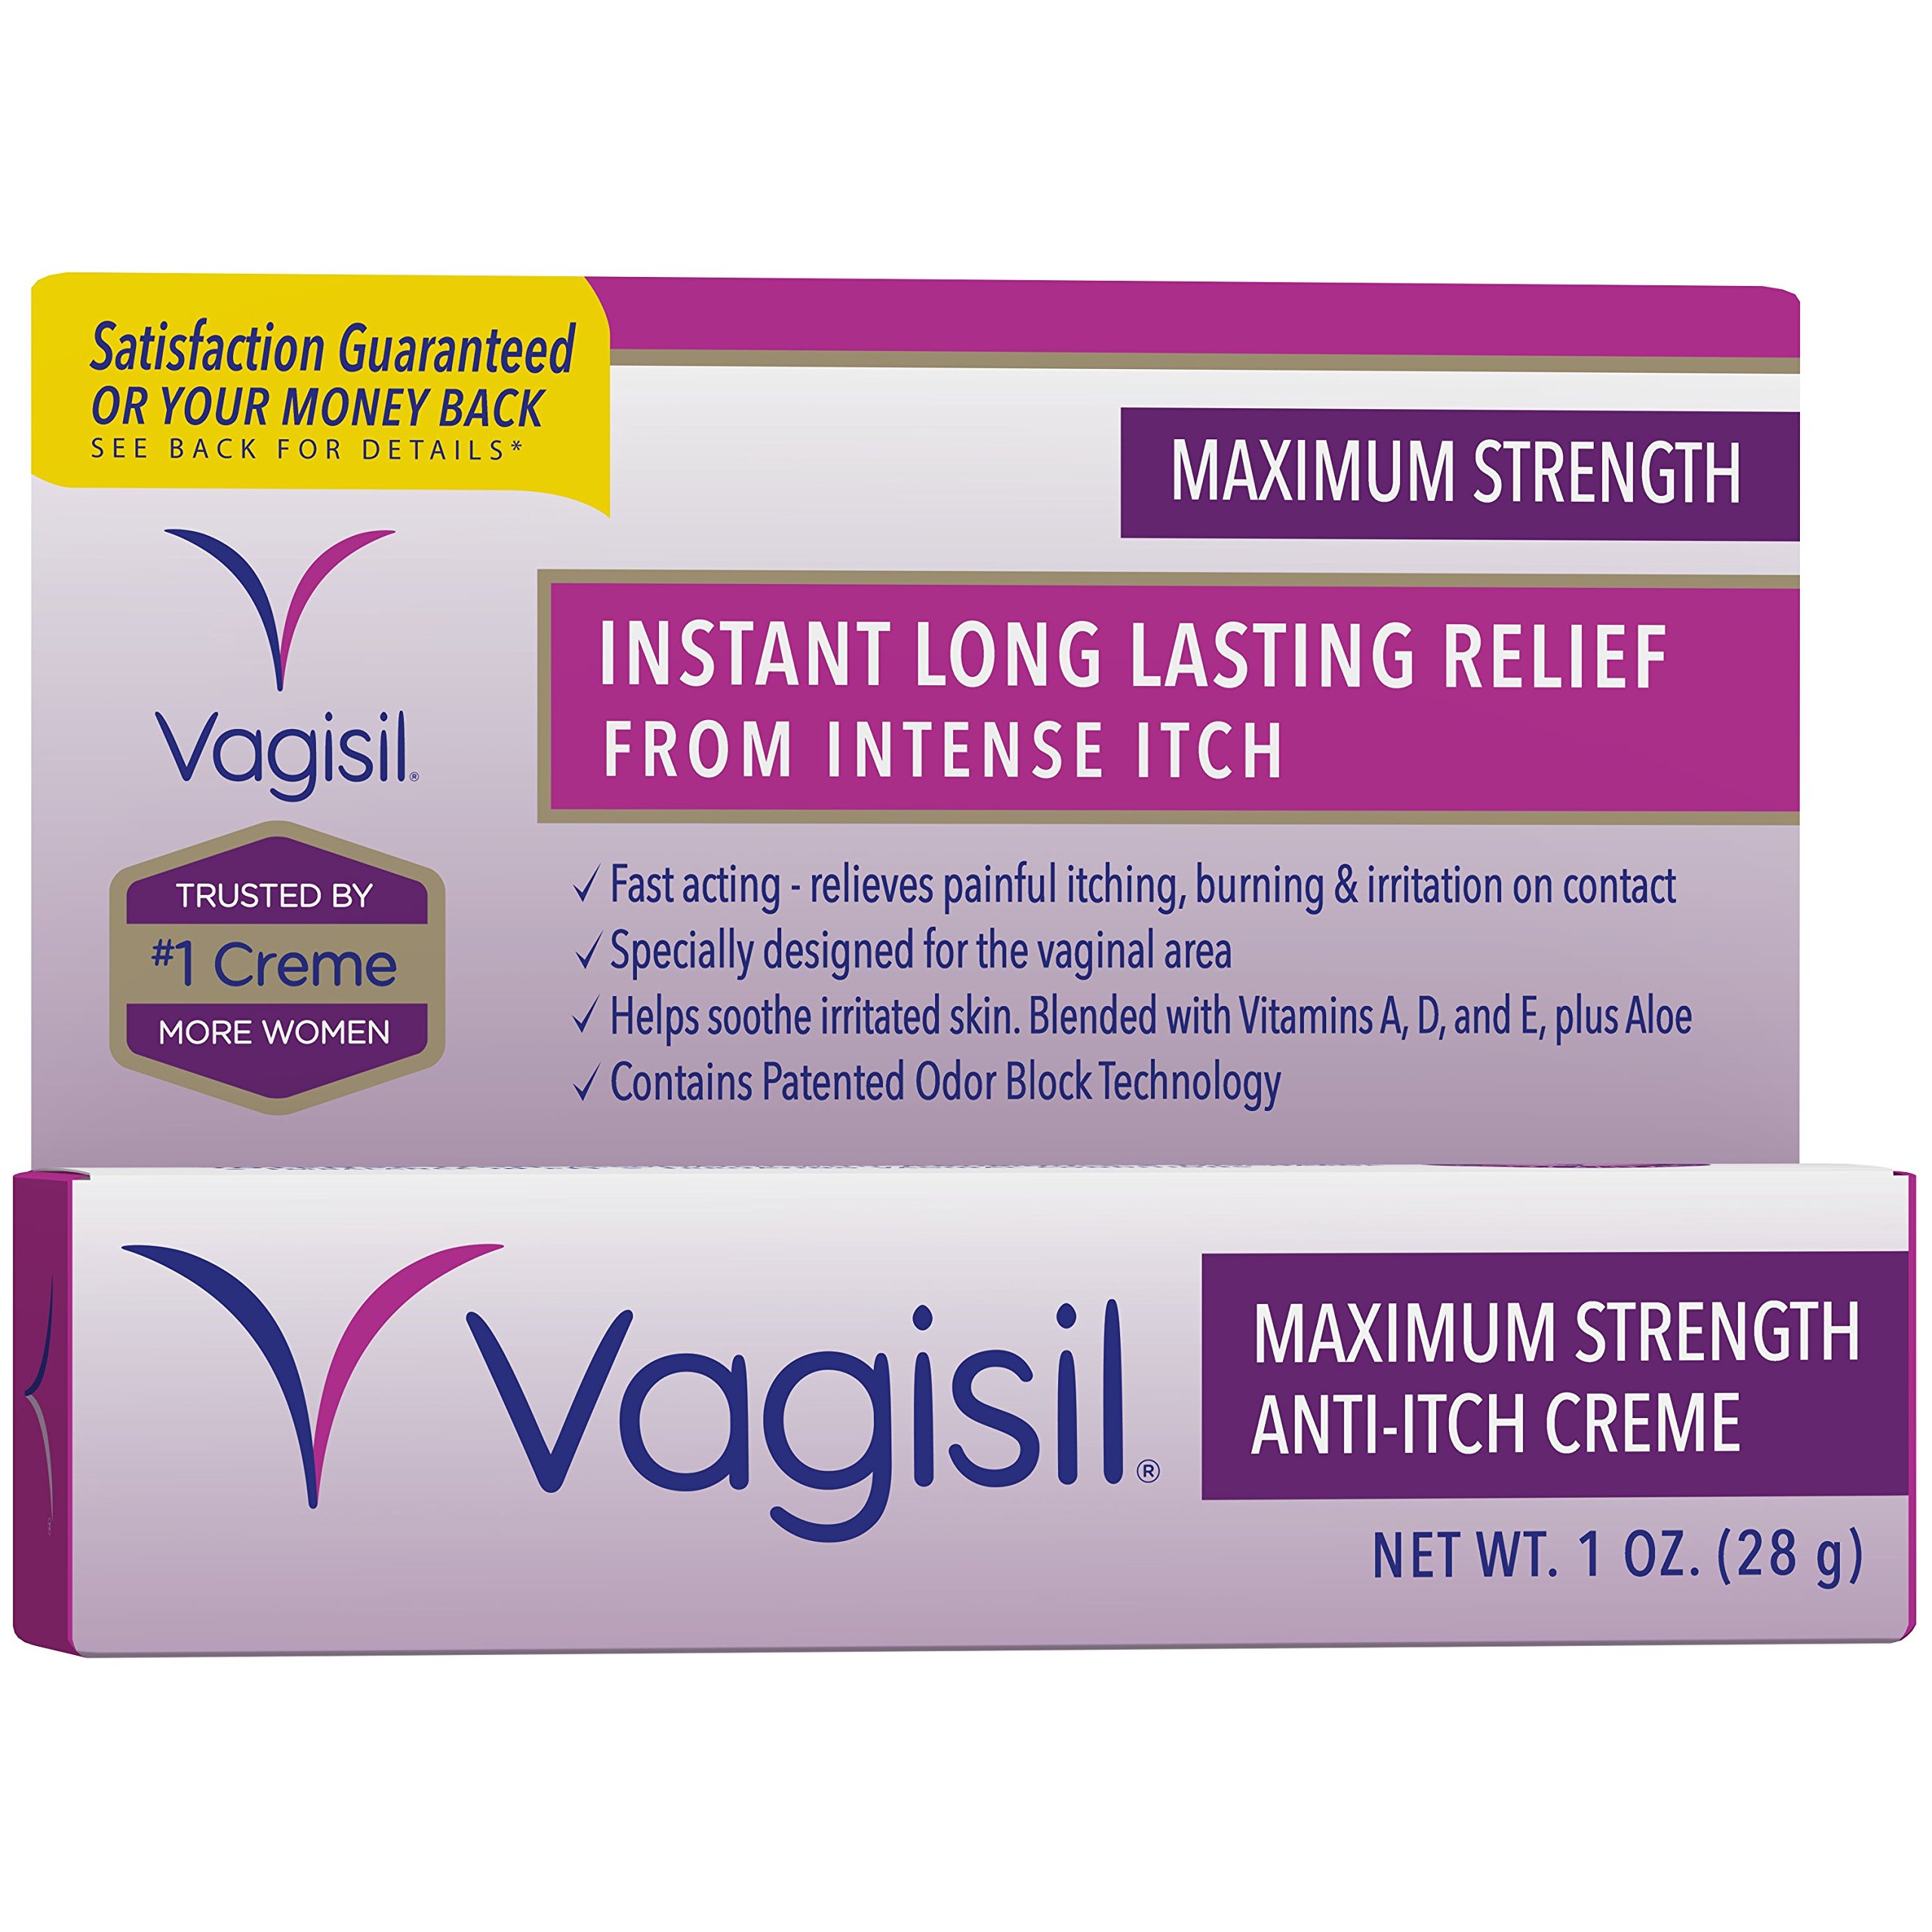 Satisfaction Guaranteed
OR YOUR MONEY BACK
SEE BACK FOR DETAILS*
MAXIMUM STRENGTH
Vagisil®
INSTANT LONG LASTING RELIEF
FROM INTENSE ITCH
TRUSTED BY
#1 Creme
MORE WOMEN
✓ Fast acting - relieves painful itching, burning & irritation on contact
✓ Specially designed for the vaginal area
✓ Helps soothe irritated skin. Blended with Vitamins A, D, and E, plus Aloe
✓ Contains Patented Odor Block Technology
Vagisil®
MAXIMUM STRENGTH
ANTI-ITCH CREME
NET WT. 1 OZ. (28 g)